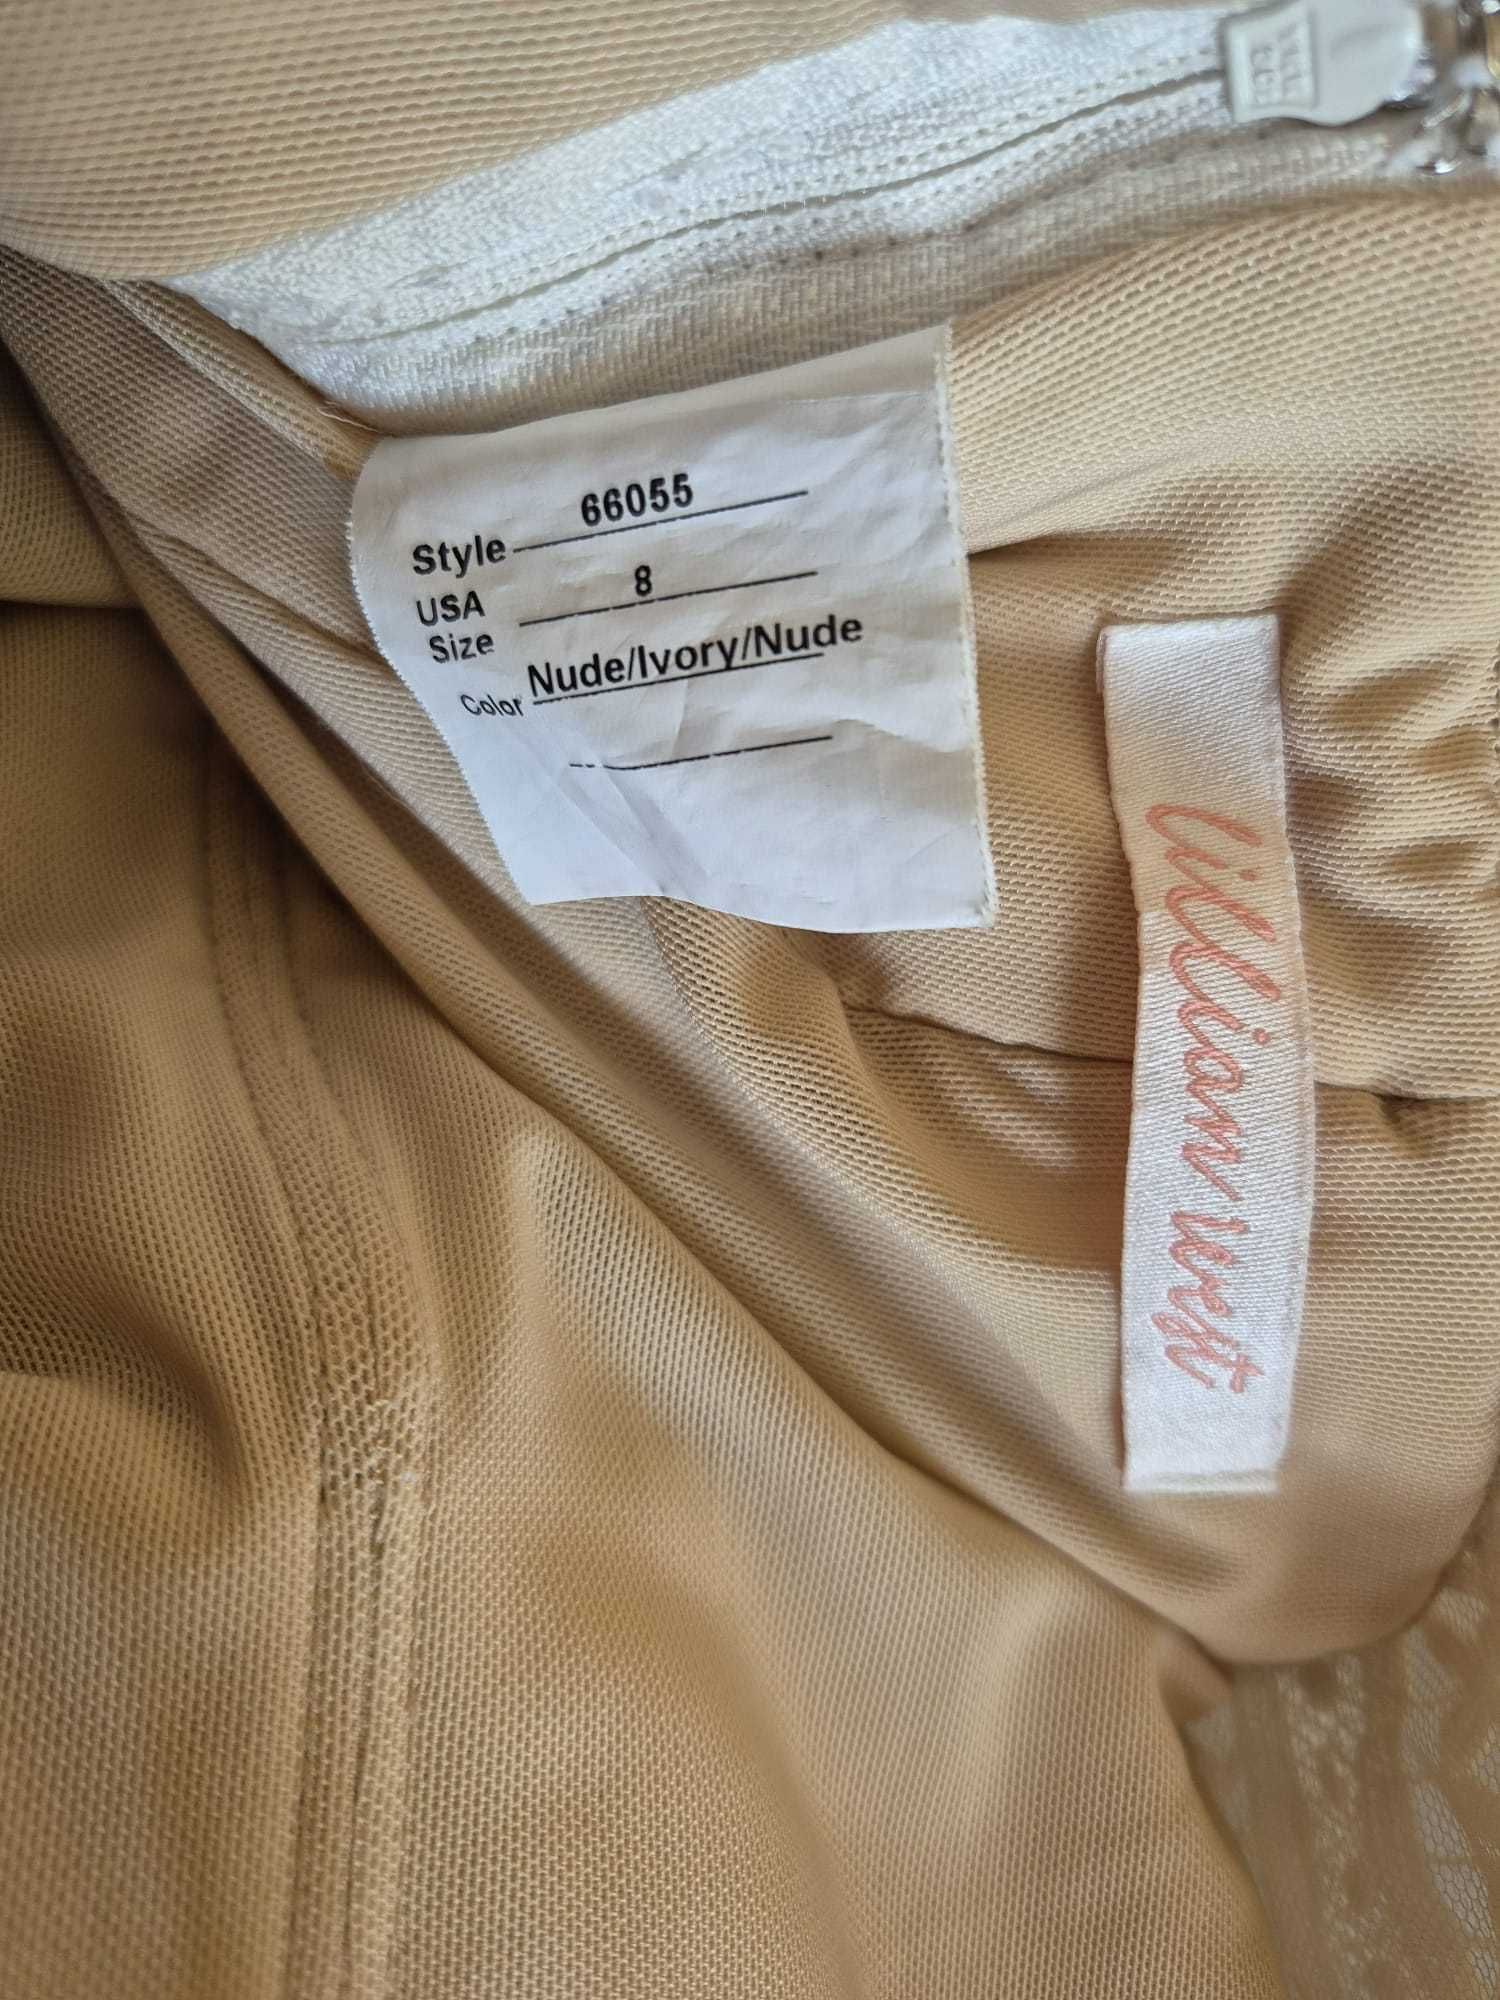 66055
Style
8
USA
Size
Nude/Ivory/Nude
Color
lillian west